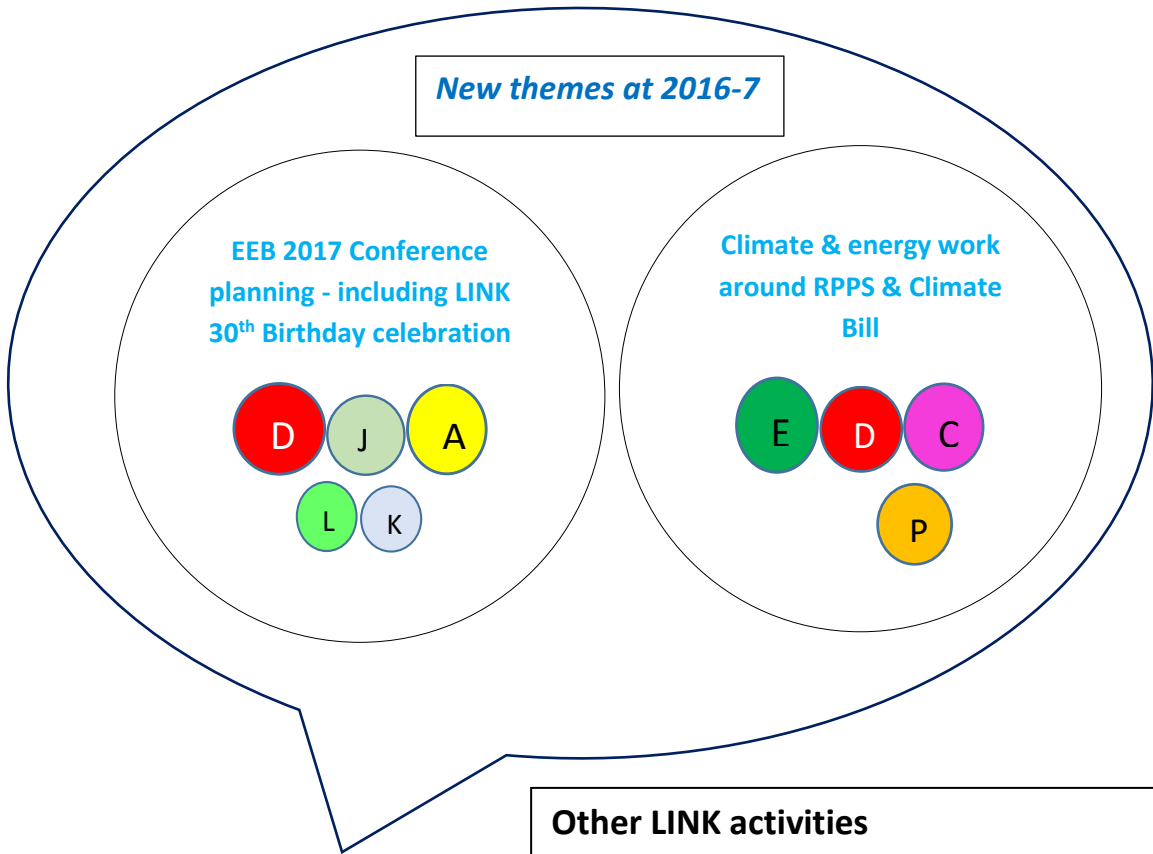 New themes at 2016-7
EEB 2017 Conference
planning - including LINK
30th Birthday celebration
D J A
L K
Climate & energy work
around RPPS & Climate
Bill
E D C
P
Other LINK activities